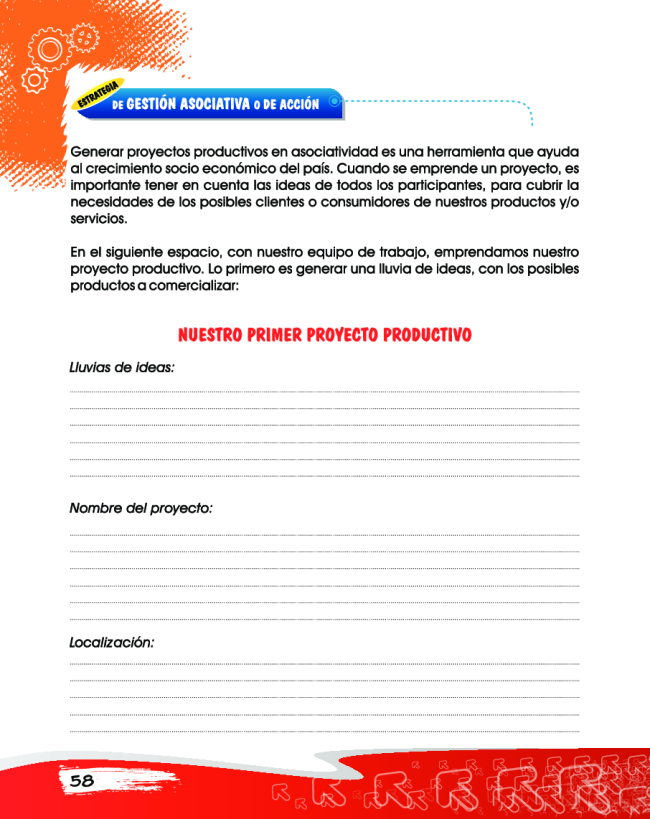 ESTRATEGIA
DE GESTIÓN ASOCIATIVA O DE ACCIÓN
Generar proyectos productivos en asociatividad es una herramienta que ayuda
al crecimiento socio económico del país. Cuando se emprende un proyecto, es
importante tener en cuenta las ideas de todos los participantes, para cubrir la
necesidades de los posibles clientes o consumidores de nuestros productos y/o
servicios.
En el siguiente espacio, con nuestro equipo de trabajo, emprendamos nuestro
proyecto productivo. Lo primero es generar una lluvia de ideas, con los posibles
productos a comercializar:
NUESTRO PRIMER PROYECTO PRODUCTIVO
Lluvias de ideas:
Nombre del proyecto:
Localización:
58